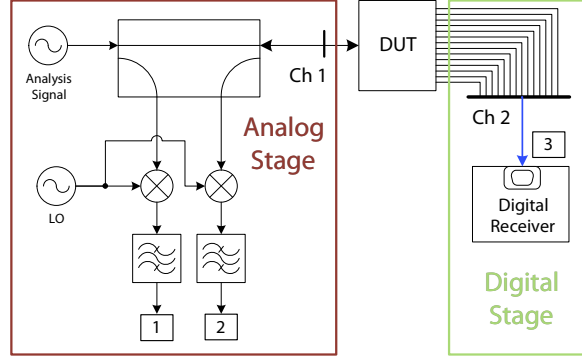 Analysis
Signal
Ch 1
DUT
Analog
Stage
Ch 2
3
LO
Digital
Receiver
1
2
Digital
Stage